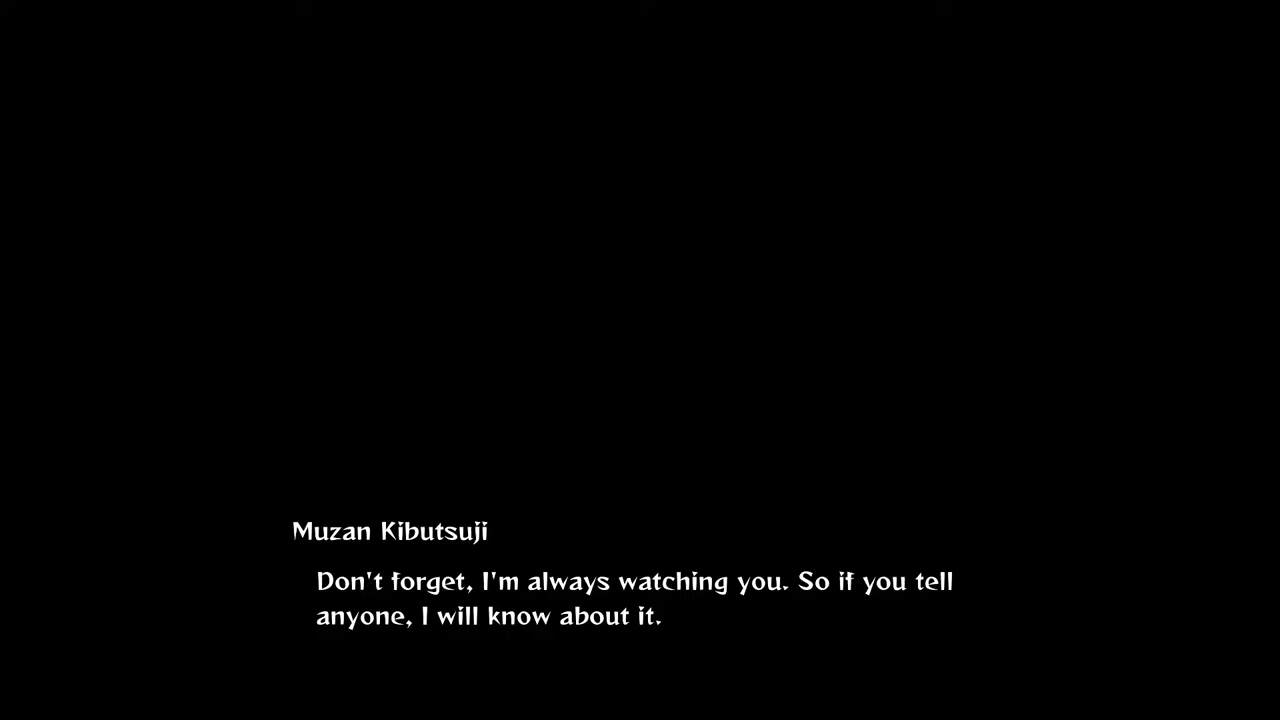 Muzan Kibutsuji
Don't forget, I'm always watching you. So if you tell
anyone, I will know about it.